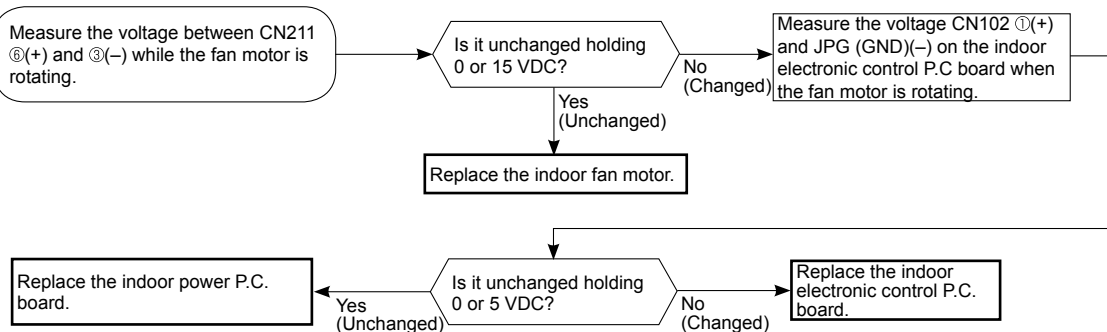 Measure the voltage between CN211
⑥(+) and ③(–) while the fan motor is
rotating.
Is it unchanged holding
0 or 15 VDC?
No
(Changed)
Measure the voltage CN102 ①(+)
and JPG (GND)(–) on the indoor
electronic control P.C board when
the fan motor is rotating.
Yes
(Unchanged)
Replace the indoor fan motor.
Is it unchanged holding
0 or 5 VDC?
Yes
(Unchanged)
Replace the indoor power P.C.
board.
No
(Changed)
Replace the indoor
electronic control P.C.
board.